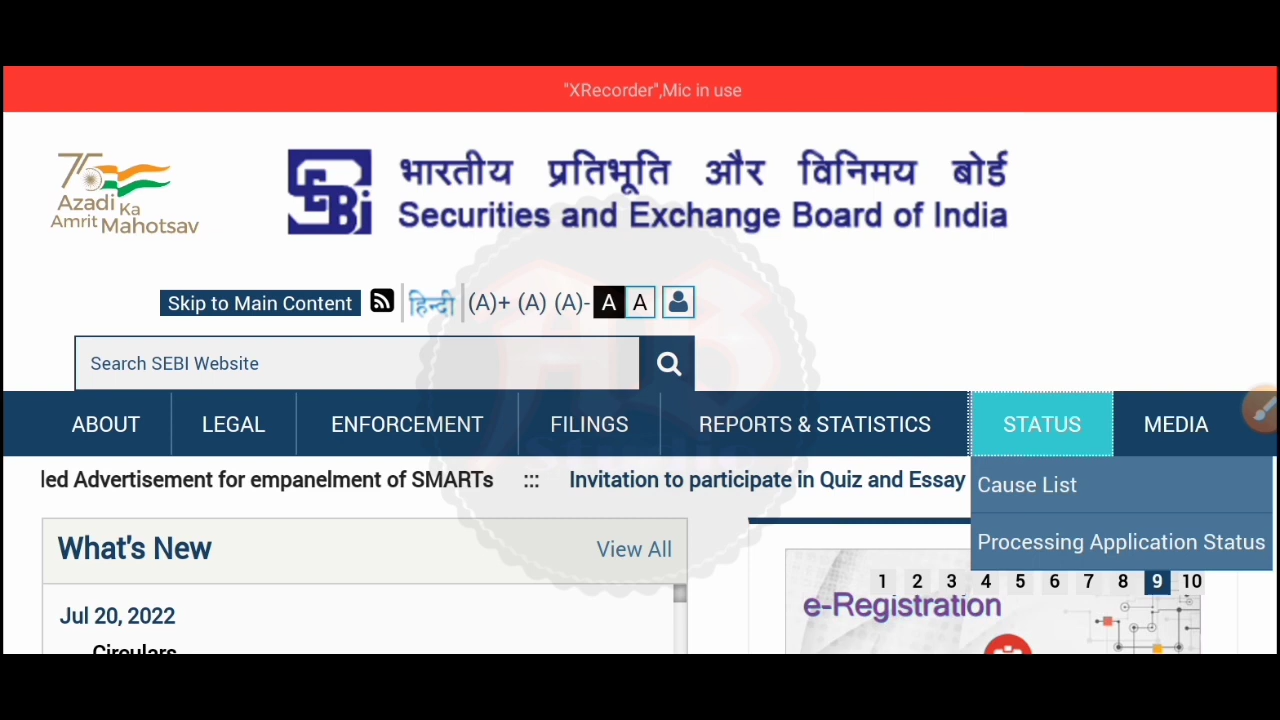 "XRecorder",Mic in use
75
Azadi Ka
Amrit Mahotsav
SEBI
भारतीय प्रतिभूति और विनिमय बोर्ड
Securities and Exchange Board of India
Skip to Main Content हिन्दी (A)+ (A) (A)- A A
Search SEBI Website
ABOUT LEGAL ENFORCEMENT FILINGS REPORTS & STATISTICS STATUS MEDIA
led Advertisement for empanelment of SMARTs ::: Invitation to participate in Quiz and Essay
Cause List
Processing Application Status
What's New View All
1 2 3 4 5 6 7 8 9 10
e-Registration
Jul 20, 2022
Circulars